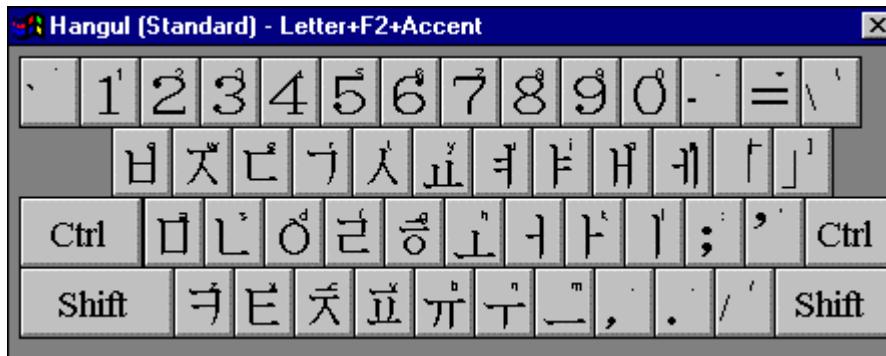 Hangul (Standard) - Letter+F2+Accent
` 1 2 3 4 5 6 7 8 9 0 - = \
ㅂ ㅈ ㄷ ㄱ ㅅ ㅛ ㅕ ㅑ ㅐ ㅔ 「 」
Ctrl ㅁ ㄴ ㅇ ㄹ ㅎ ㅗ ㅓ ㅏ ㅣ ; ’ Ctrl
Shift ㅋ ㅌ ㅊ ㅍ ㅠ ㅜ ㅡ , . / Shift